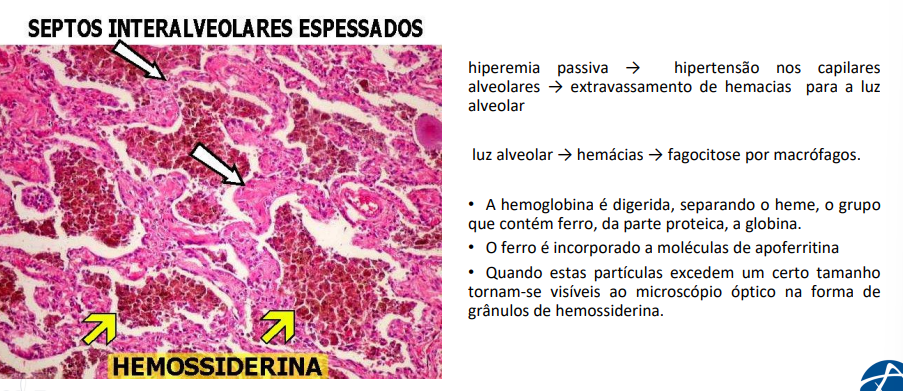 SEPTOS INTERALVEOLARES ESPESSADOS
hiperemia passiva → hipertensão nos capilares
alveolares → extravassamento de hemacias para a luz
alveolar
luz alveolar → hemácias → fagocitose por macrófagos.
• A hemoglobina é digerida, separando o heme, o grupo
que contém ferro, da parte proteica, a globina.
• O ferro é incorporado a moléculas de apoferritina
• Quando estas partículas excedem um certo tamanho
tornam-se visíveis ao microscópio óptico na forma de
grânulos de hemossiderina.
HEMOSSIDERINA